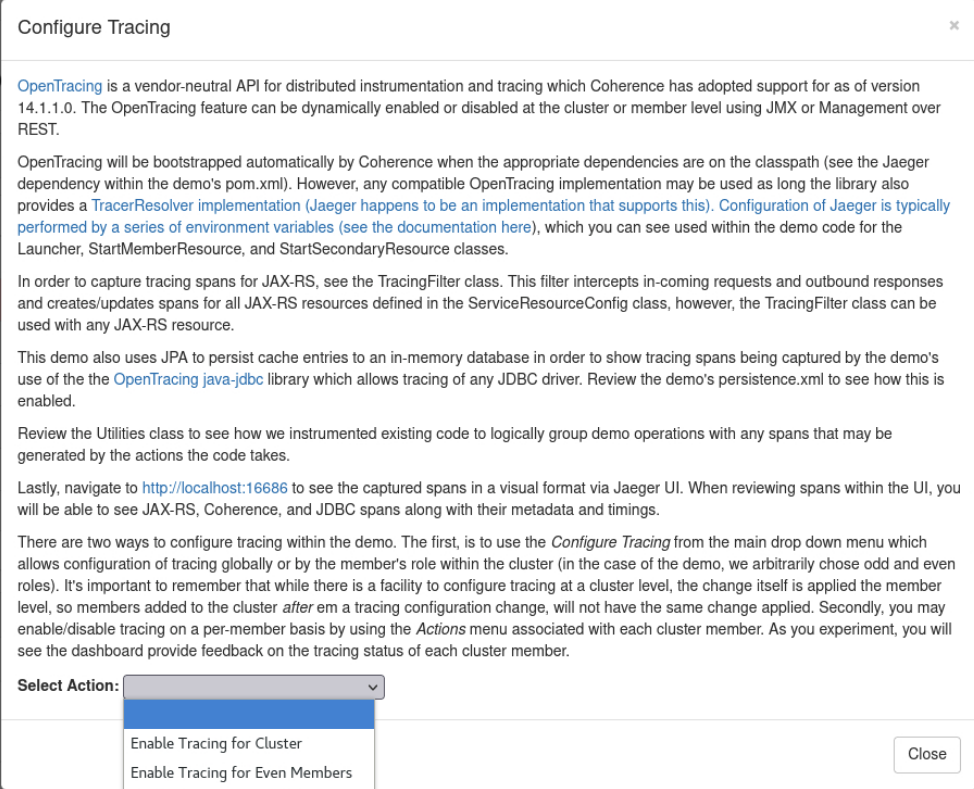 Configure Tracing
×
OpenTracing is a vendor-neutral API for distributed instrumentation and tracing which Coherence has adopted support for as of version
14.1.1.0. The OpenTracing feature can be dynamically enabled or disabled at the cluster or member level using JMX or Management over
REST.
OpenTracing will be bootstrapped automatically by Coherence when the appropriate dependencies are on the classpath (see the Jaeger
dependency within the demo's pom.xml). However, any compatible OpenTracing implementation may be used as long the library also
provides a TracerResolver implementation (Jaeger happens to be an implementation that supports this). Configuration of Jaeger is typically
performed by a series of environment variables (see the documentation here), which you can see used within the demo code for the
Launcher, StartMemberResource, and StartSecondaryResource classes.
In order to capture tracing spans for JAX-RS, see the TracingFilter class. This filter intercepts in-coming requests and outbound responses
and creates/updates spans for all JAX-RS resources defined in the ServiceResourceConfig class, however, the TracingFilter class can be
used with any JAX-RS resource.
This demo also uses JPA to persist cache entries to an in-memory database in order to show tracing spans being captured by the demo's
use of the the OpenTracing java-jdbc library which allows tracing of any JDBC driver. Review the demo's persistence.xml to see how this is
enabled.
Review the Utilities class to see how we instrumented existing code to logically group demo operations with any spans that may be
generated by the actions the code takes.
Lastly, navigate to http://localhost:16686 to see the captured spans in a visual format via Jaeger UI. When reviewing spans within the UI, you
will be able to see JAX-RS, Coherence, and JDBC spans along with their metadata and timings.
There are two ways to configure tracing within the demo. The first, is to use the Configure Tracing from the main drop down menu which
allows configuration of tracing globally or by the member's role within the cluster (in the case of the demo, we arbitrarily chose odd and even
roles). It's important to remember that while there is a facility to configure tracing at a cluster level, the change itself is applied the member
level, so members added to the cluster after em a tracing configuration change, will not have the same change applied. Secondly, you may
enable/disable tracing on a per-member basis by using the Actions menu associated with each cluster member. As you experiment, you will
see the dashboard provide feedback on the tracing status of each cluster member.
Select Action:
Enable Tracing for Cluster
Enable Tracing for Even Members
Close